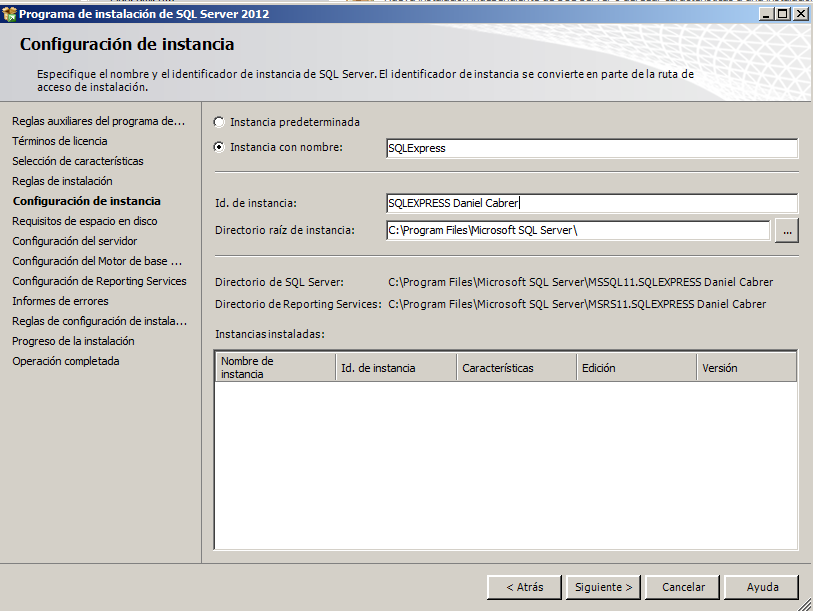 Programa de instalación de SQL Server 2012
Configuración de instancia
Especifique el nombre y el identificador de instancia de SQL Server. El identificador de instancia se convierte en parte de la ruta de
acceso de instalación.
Reglas auxiliares del programa de...
Términos de licencia
Selección de características
Reglas de instalación
Configuración de instancia
Requisitos de espacio en disco
Configuración del servidor
Configuración del Motor de base ...
Configuración de Reporting Services
Informes de errores
Reglas de configuración de instala...
Progreso de la instalación
Operación completada
Instancia predeterminada
Instancia con nombre: SQLExpress
Id. de instancia: SQLEXPRESS Daniel Cabrer
Directorio raíz de instancia: C:\Program Files\Microsoft SQL Server\ ...
Directorio de SQL Server: C:\Program Files\Microsoft SQL Server\MSSQL11.SQLEXPRESS Daniel Cabrer
Directorio de Reporting Services: C:\Program Files\Microsoft SQL Server\MSRS11.SQLEXPRESS Daniel Cabrer
Instancias instaladas:
Nombre de
instancia
Id. de instancia
Características
Edición
Versión
< Atrás
Siguiente >
Cancelar
Ayuda